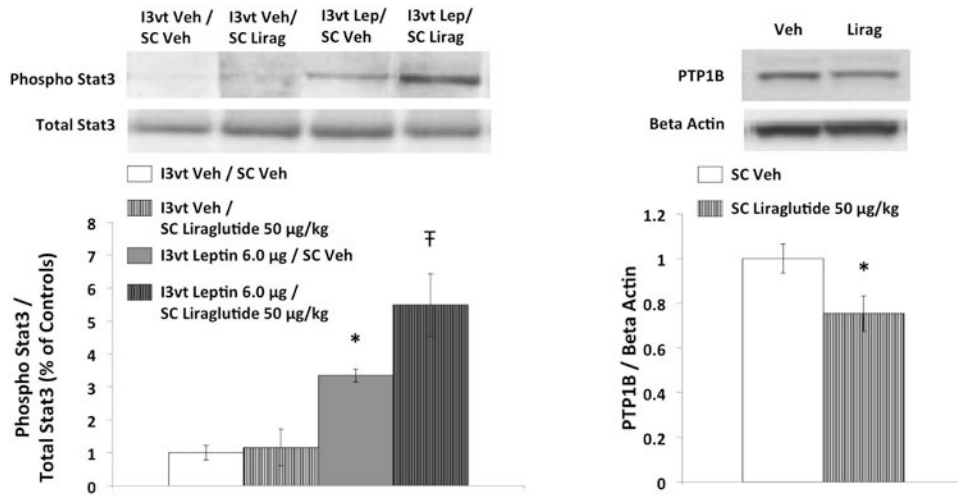 I3vt Veh / I3vt Veh/ I3vt Lep/ I3vt Lep/
SC Veh SC Lirag SC Veh SC Lirag
Phospho Stat3
Total Stat3
I3vt Veh / SC Veh
I3vt Veh /
SC Liraglutide 50 µg/kg
I3vt Leptin 6.0 µg / SC Veh
I3vt Leptin 6.0 µg /
SC Liraglutide 50 µg/kg
Phospho Stat3 /
Total Stat3 (% of Controls)
8
7
6
5
4
3
2
1
0
*
Ŧ
Veh Lirag
PTP1B
Beta Actin
SC Veh
SC Liraglutide 50 µg/kg
PTP1B / Beta Actin
1.2
1
0.8
0.6
0.4
0.2
0
*